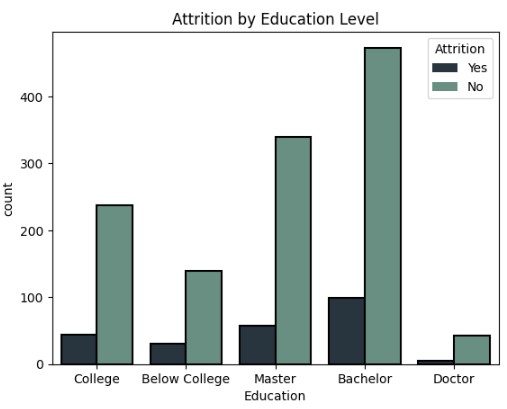 Attrition by Education Level
Attrition
Yes
No
400
300
200
100
0
count
College Below College Master Bachelor Doctor
Education